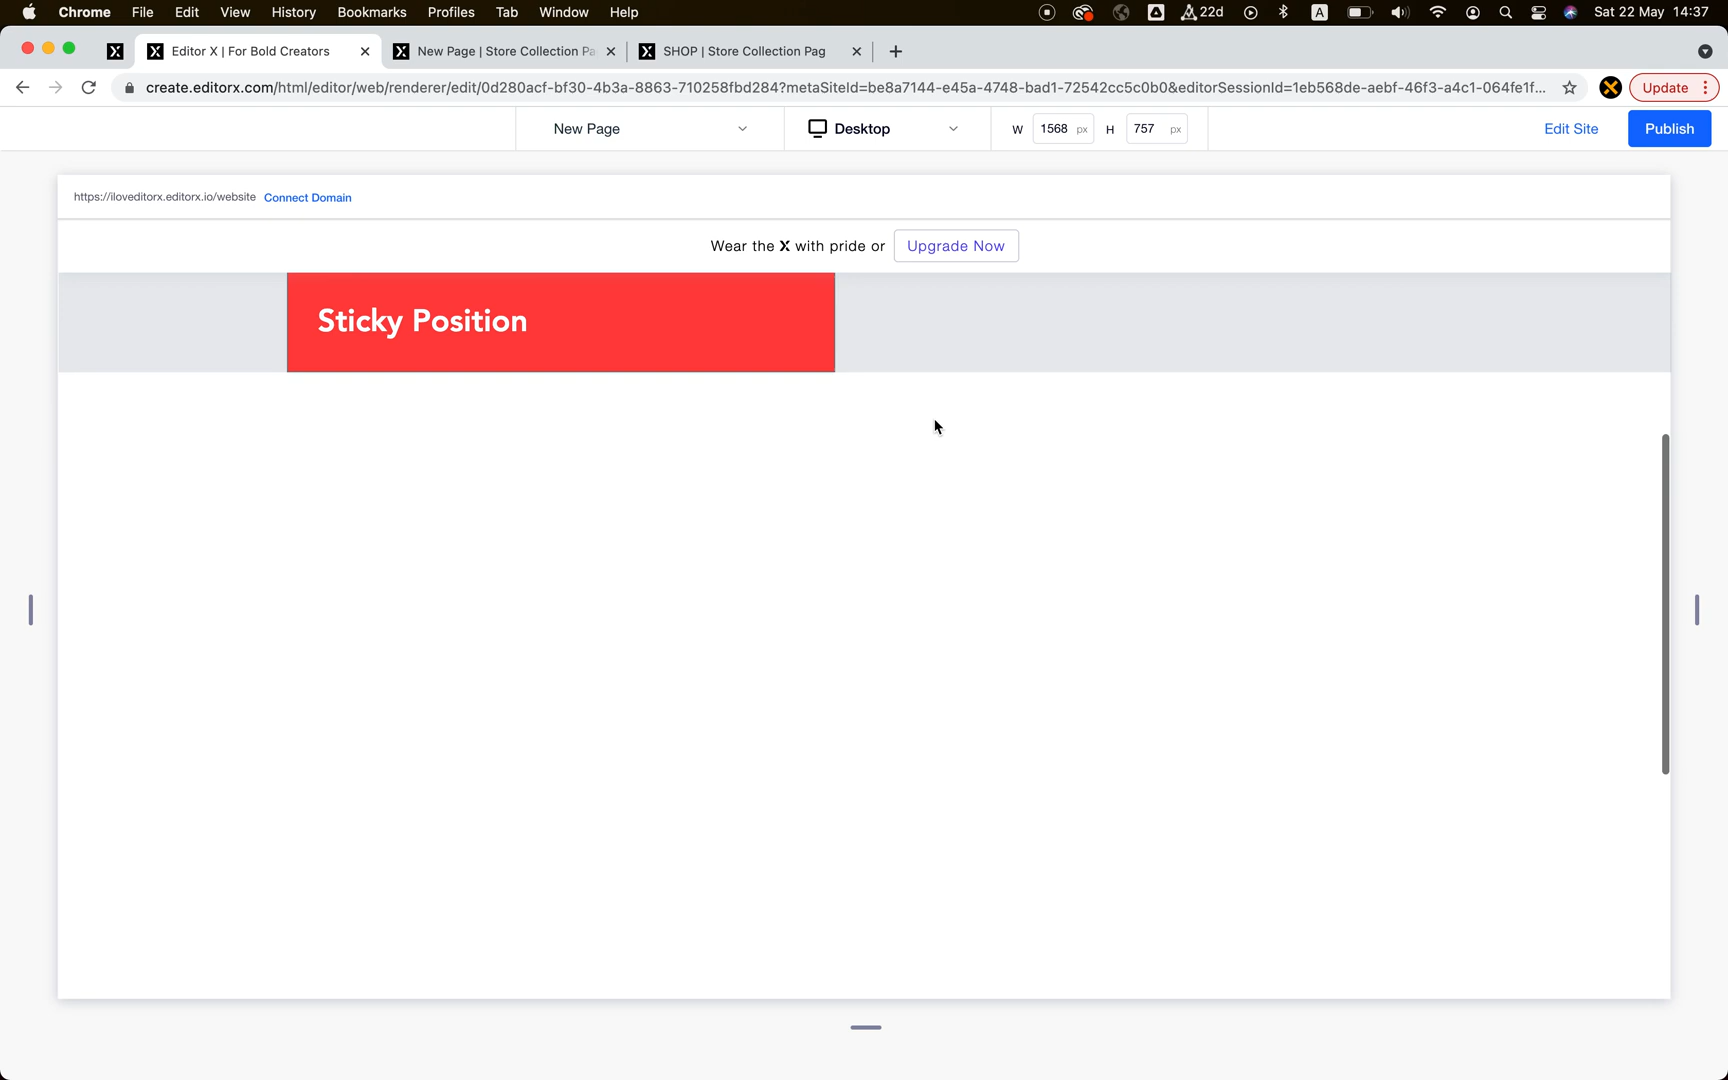 Chrome File Edit View History Bookmarks Profiles Tab Window Help A 22d A Sat 22 May 14:37
X X Editor X | For Bold Creators X New Page | Store Collection Pa X SHOP | Store Collection Pag
create.editorx.com/html/editor/web/renderer/edit/0d280acf-bf30-4b3a-8863-710258fbd284?metaSiteId=be8a7144-e45a-4748-bad1-72542cc5c0b0&editorSessionId=1eb568de-aebf-46f3-a4c1-064fe1f... Update
New Page Desktop W 1568 px H 757 px Edit Site Publish
https://iloveditorx.editorx.io/website Connect Domain
Wear the X with pride or Upgrade Now
Sticky Position